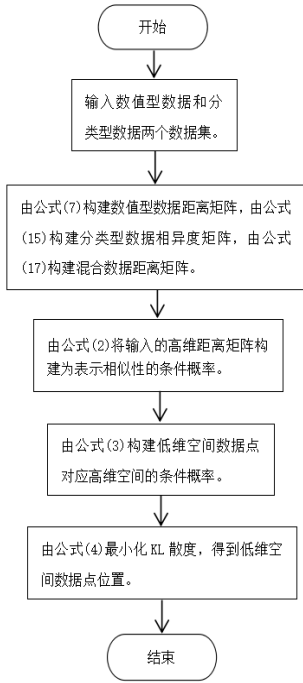 开始
输入数值型数据和分
类型数据两个数据集。
由公式(7)构建数值型数据距离矩阵，由公式
(15)构建分类型数据相异度矩阵，由公式
(17)构建混合数据距离矩阵。
由公式(2)将输入的高维距离矩阵构
建为表示相似性的条件概率。
由公式(3)构建低维空间数据点
对应高维空间的条件概率。
由公式(4)最小化 KL 散度，得到低维空
间数据点位置。
结束